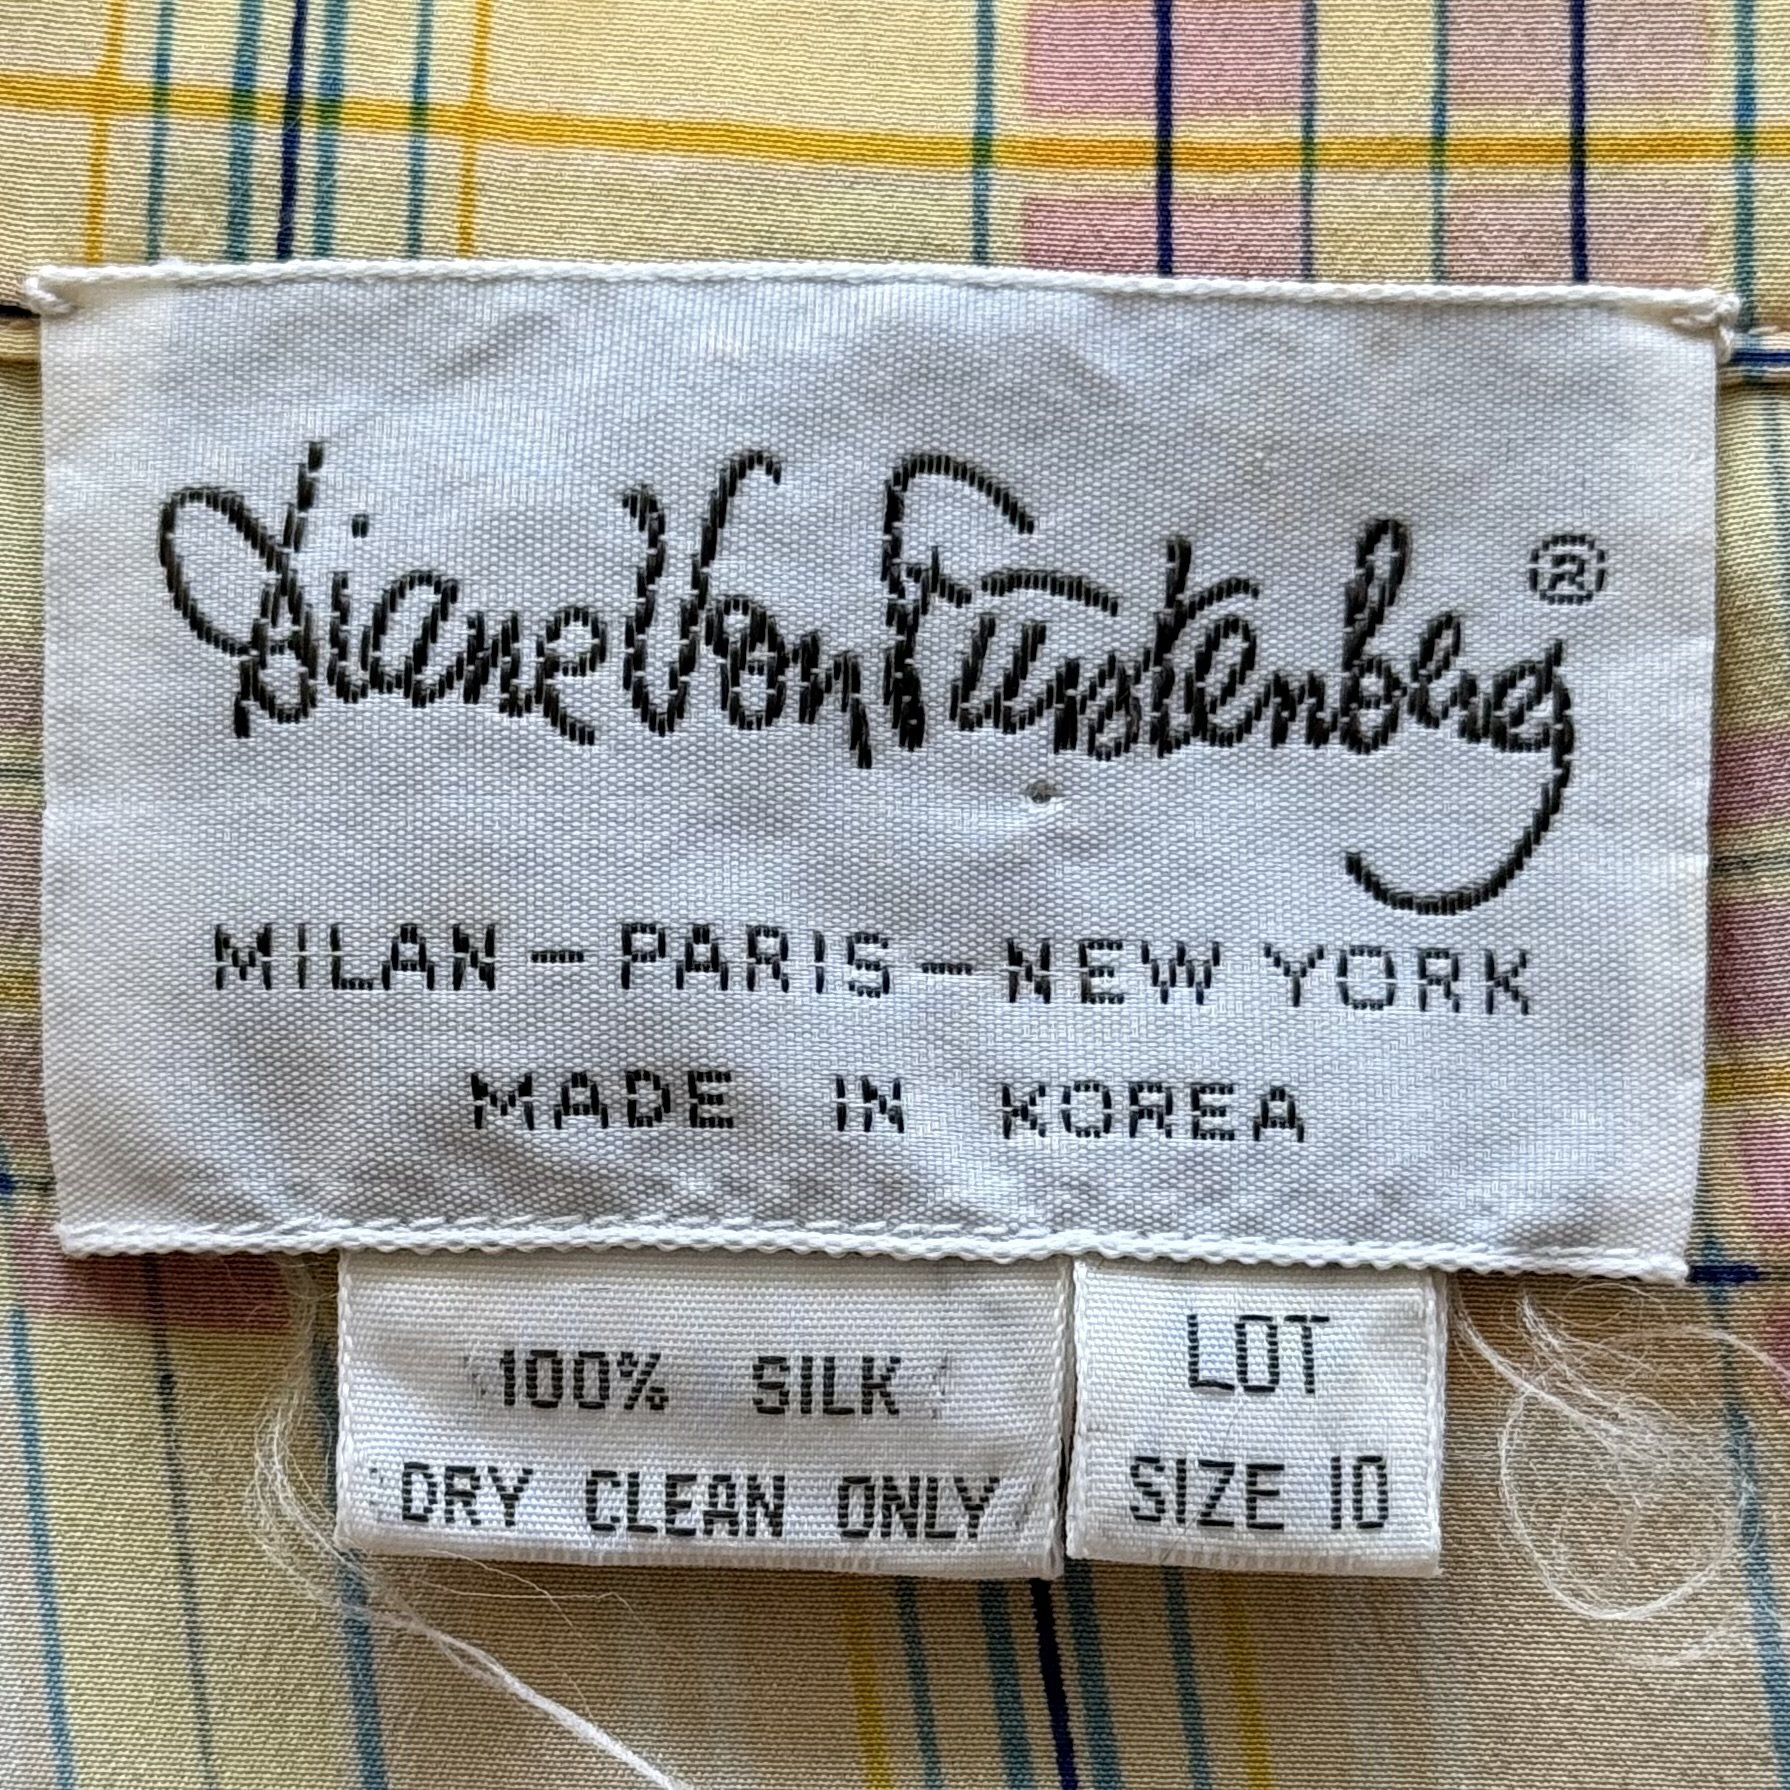 Diane Von Furstenberg ®
MILAN - PARIS - NEW YORK
MADE IN KOREA
100% SILK
DRY CLEAN ONLY
LOT
SIZE 10